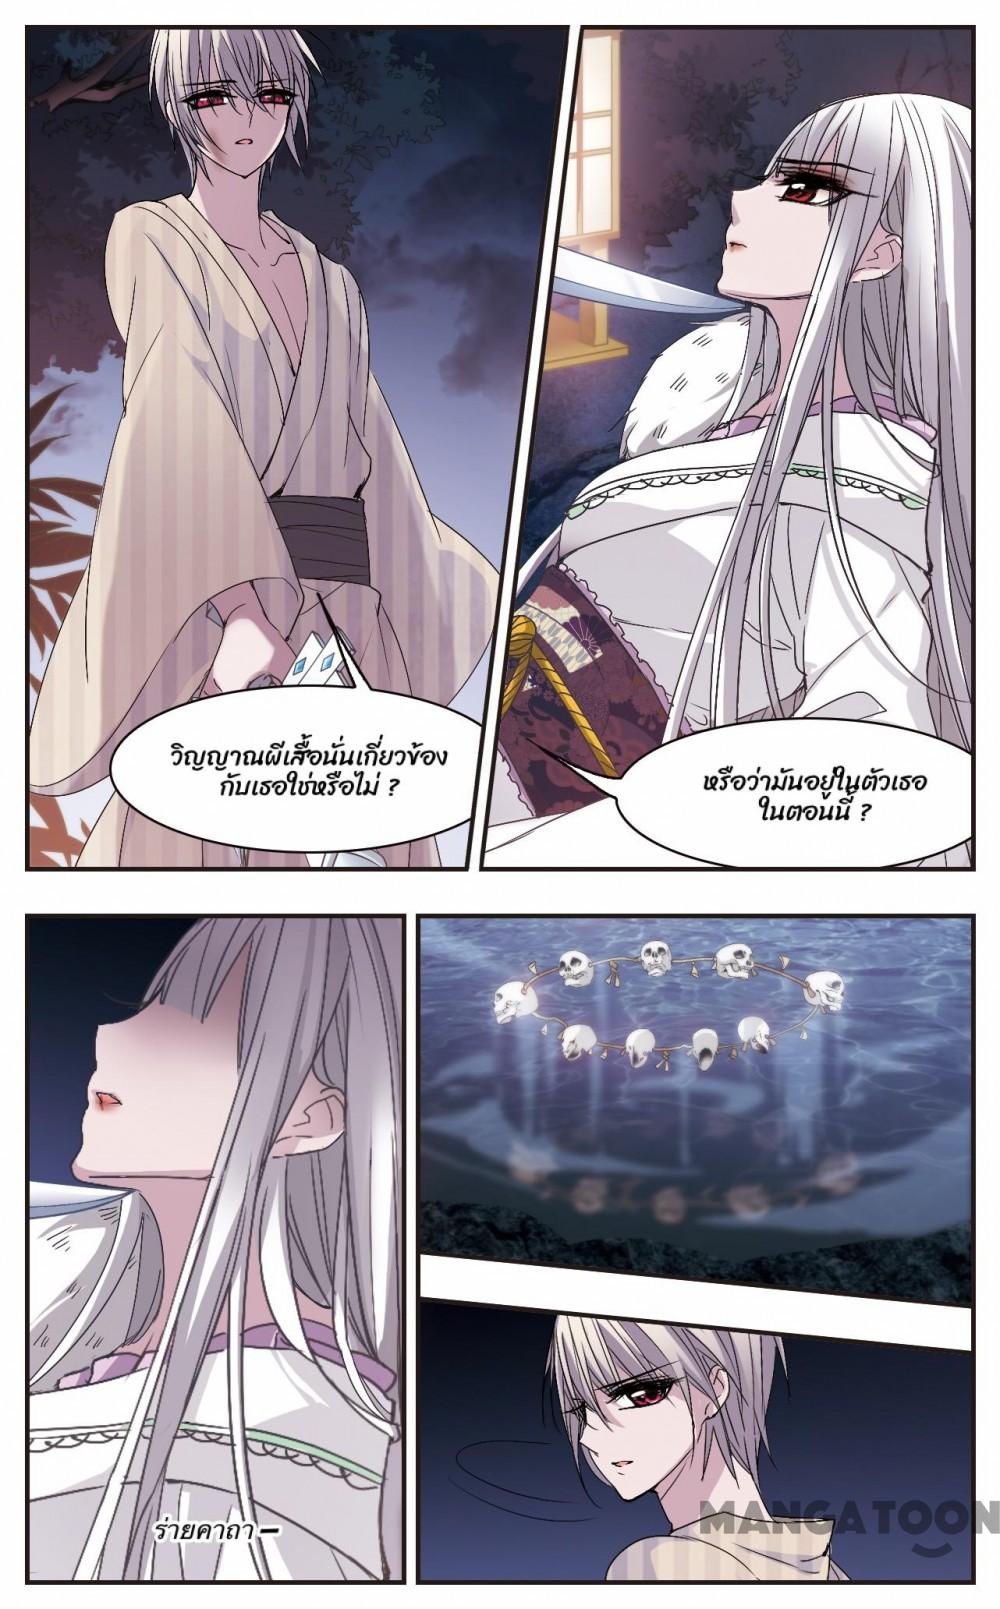 วิญญาณผีเสื้อนั่นเกี่ยวข้อง
กับเธอใช่หรือไม่ ?
หรือว่ามันอยู่ในตัวเธอ
ในตอนนี้ ?
ร่ายคาถา –
MANGATOON